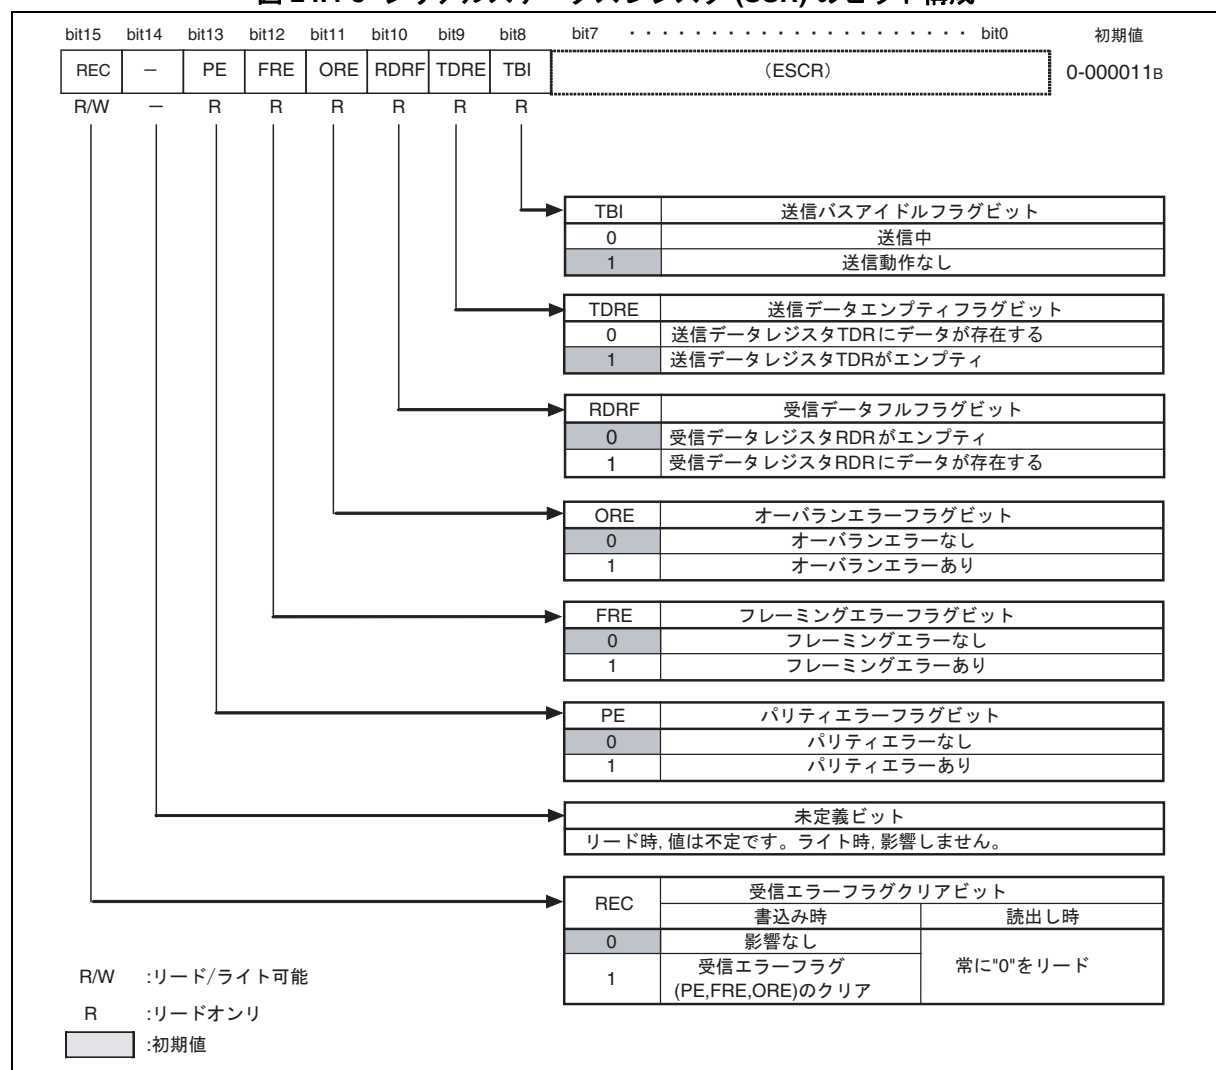 bit15 bit14 bit13 bit12 bit11 bit10 bit9 bit8 bit7 ・・・・・・・・・・・・・・・・・・・・・ bit0 初期値
REC － PE FRE ORE RDRF TDRE TBI (ESCR) 0-000011B
R/W － R R R R R R
TBI 送信バスアイドルフラグビット
0 送信中
1 送信動作なし
TDRE 送信データエンプティフラグビット
0 送信データレジスタTDRにデータが存在する
1 送信データレジスタTDRがエンプティ
RDRF 受信データフルフラグビット
0 受信データレジスタRDRがエンプティ
1 受信データレジスタRDRにデータが存在する
ORE オーバランエラーフラグビット
0 オーバランエラーなし
1 オーバランエラーあり
FRE フレーミングエラーフラグビット
0 フレーミングエラーなし
1 フレーミングエラーあり
PE パリティエラーフラグビット
0 パリティエラーなし
1 パリティエラーあり
未定義ビット
リード時,値は不定です。ライト時,影響しません。
REC 受信エラーフラグクリアビット
書込み時 読出し時
0 影響なし 常に"0"をリード
1 受信エラーフラグ
(PE,FRE,ORE)のクリア
R/W :リード/ライト可能
R :リードオンリ
:初期値